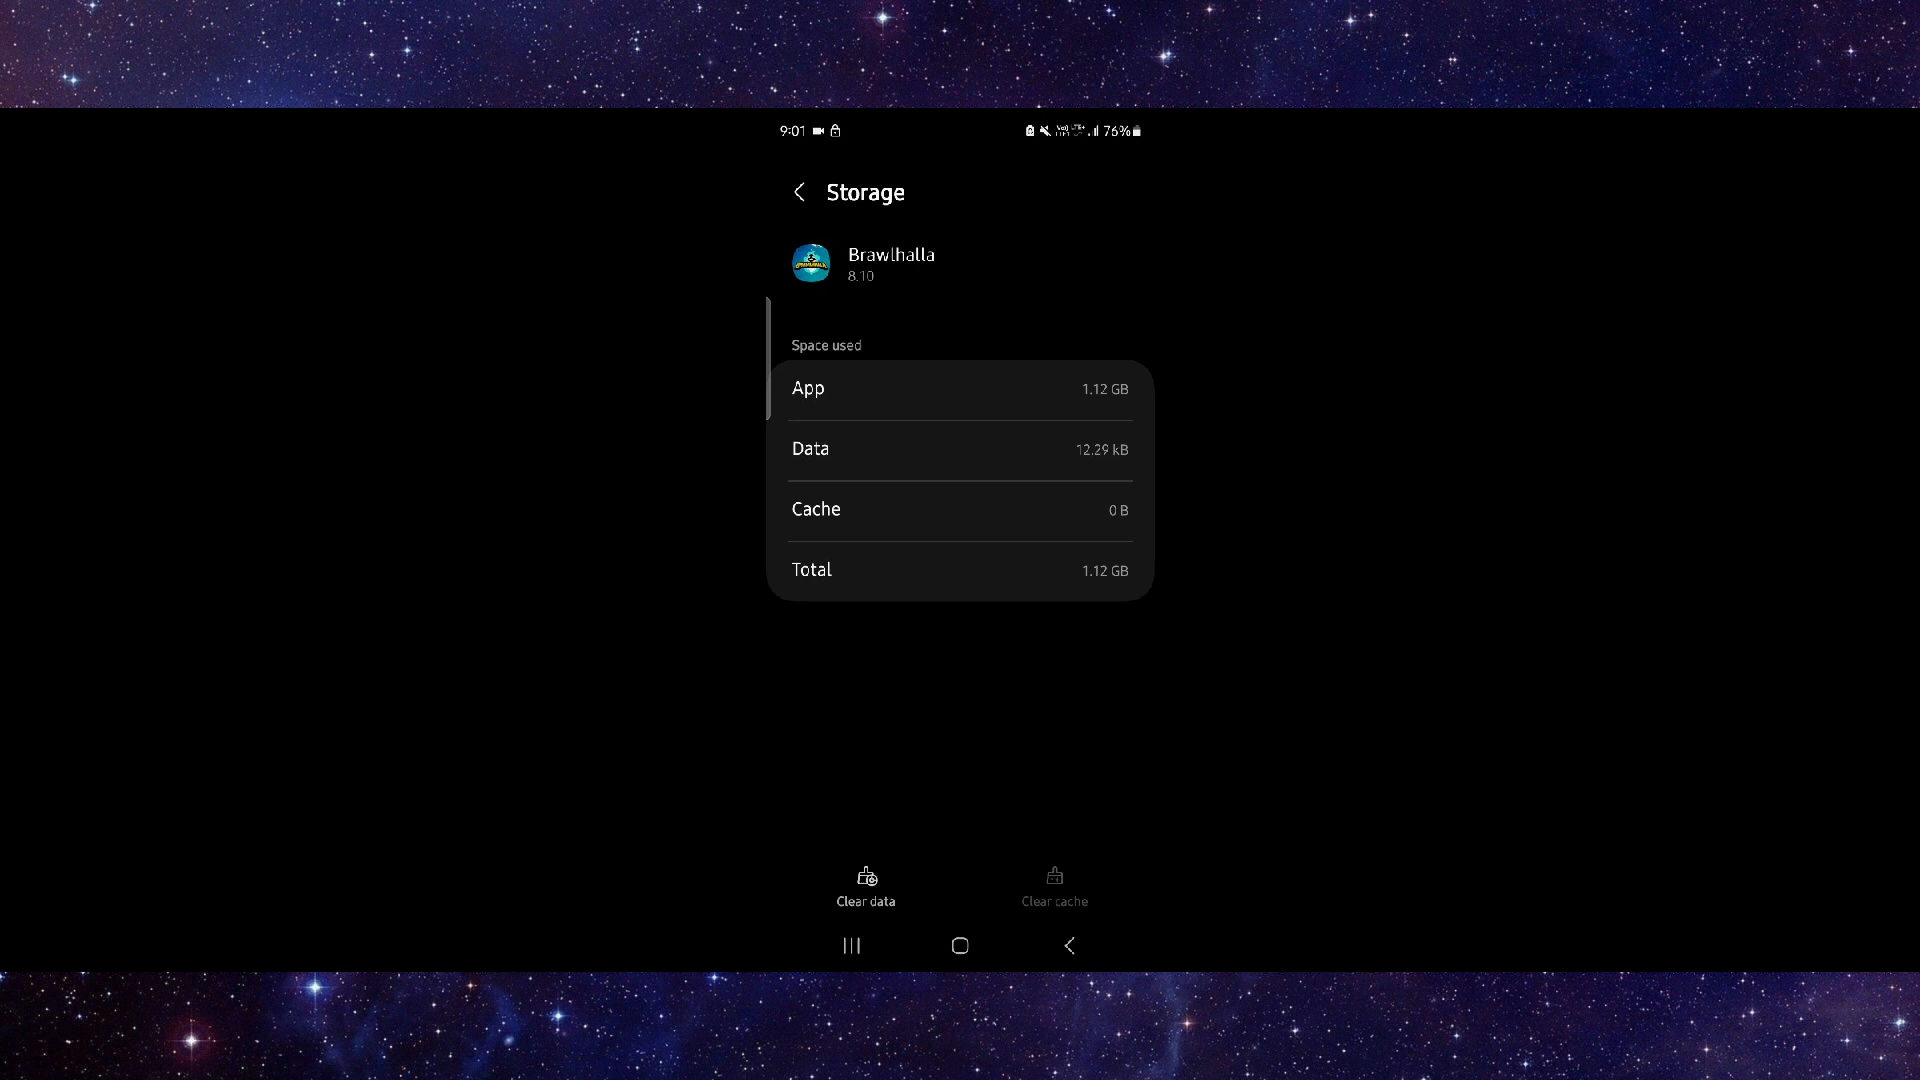 9:01
76%
Storage
Brawlhalla
8.10
Space used
App 1.12 GB
Data 12.29 kB
Cache 0 B
Total 1.12 GB
Clear data Clear cache